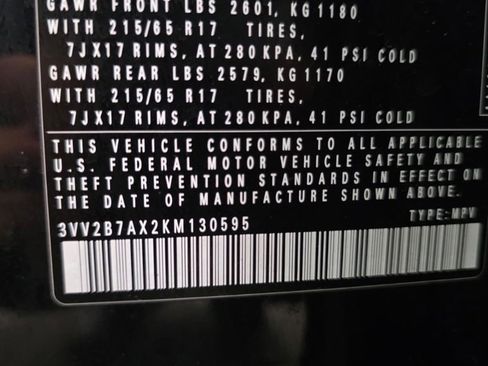 GAWR FRONT LBS 2601, KG 1180
WITH 215/65 R17 TIRES,
7JX17 RIMS, AT 280 KPA, 41 PSI COLD
GAWR REAR LBS 2579, KG 1170
WITH 215/65 R17 TIRES,
7JX17 RIMS, AT 280 KPA, 41 PSI COLD
THIS VEHICLE CONFORMS TO ALL APPLICABLE
U.S. FEDERAL MOTOR VEHICLE SAFETY AND
THEFT PREVENTION STANDARDS IN EFFECT ON
THE DATE OF MANUFACTURE SHOWN ABOVE.
3VV2B7AX2KM130595 TYPE: MPV